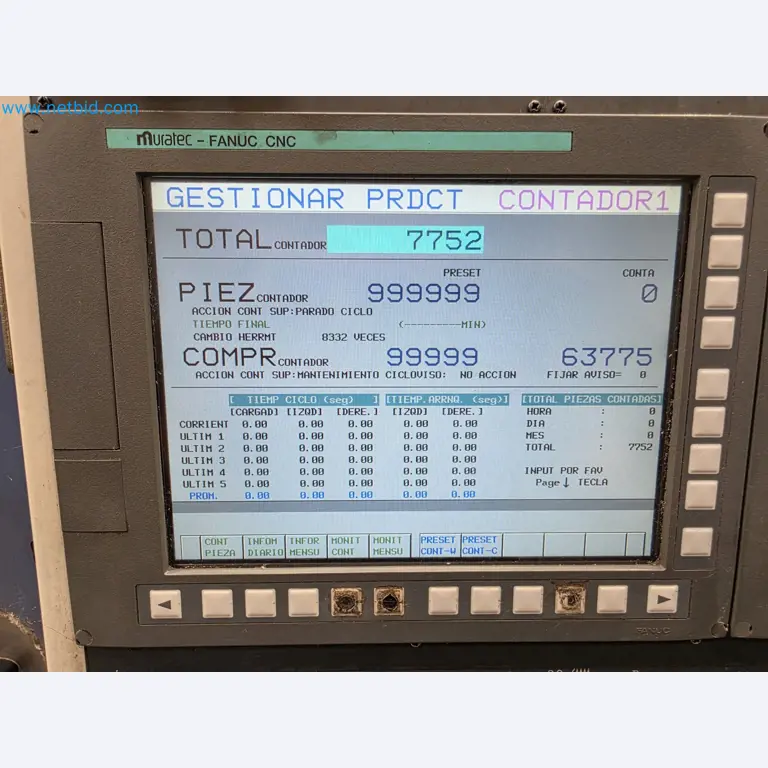 www.netbid.com
muratec - FANUC CNC
GESTIONAR PRDCT CONTADOR1
TOTAL CONTADOR 7752
PRESET CONTA
PIEZ CONTADOR 999999 0
ACCION CONT SUP:PARADO CICLO
TIEMPO FINAL (---------MIN)
CAMBIO HERRMT 8332 VECES
COMPR CONTADOR 99999 63775
ACCION CONT SUP:MANTENIMIENTO CICLOVISO: NO ACCION FIJAR AVISO= 0
[ TIEMP CICLO (seg) ] [TIEMP.ARRNQ. (seg)] [TOTAL PIEZAS CONTADAS]
[CARGAD] [IZQD] [DERE.] [IZQD] [DERE.] HORA : 0
CORRIENT 0.00 0.00 0.00 0.00 0.00 DIA : 0
ULTIM 1 0.00 0.00 0.00 0.00 0.00 MES : 0
ULTIM 2 0.00 0.00 0.00 0.00 0.00 TOTAL : 7752
ULTIM 3 0.00 0.00 0.00 0.00 0.00
ULTIM 4 0.00 0.00 0.00 0.00 0.00 INPUT POR FAV
ULTIM 5 0.00 0.00 0.00 0.00 0.00 Page↓ TECLA
PROM. 0.00 0.00 0.00 0.00 0.00
CONT INFOM INFOR MONIT MONIT PRESET PRESET
PIEZA DIARIO MENSU CONT MENSU CONT-W CONT-C
FANUC